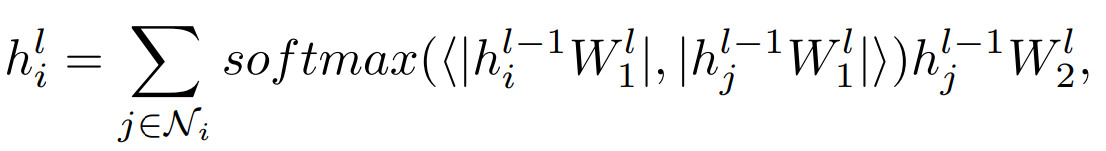 h_i^l = \sum_{j \in \mathcal{N}_i} softmax(\langle |h_i^{l-1} W_1^l|, |h_j^{l-1} W_1^l| \rangle) h_j^{l-1} W_2^l,